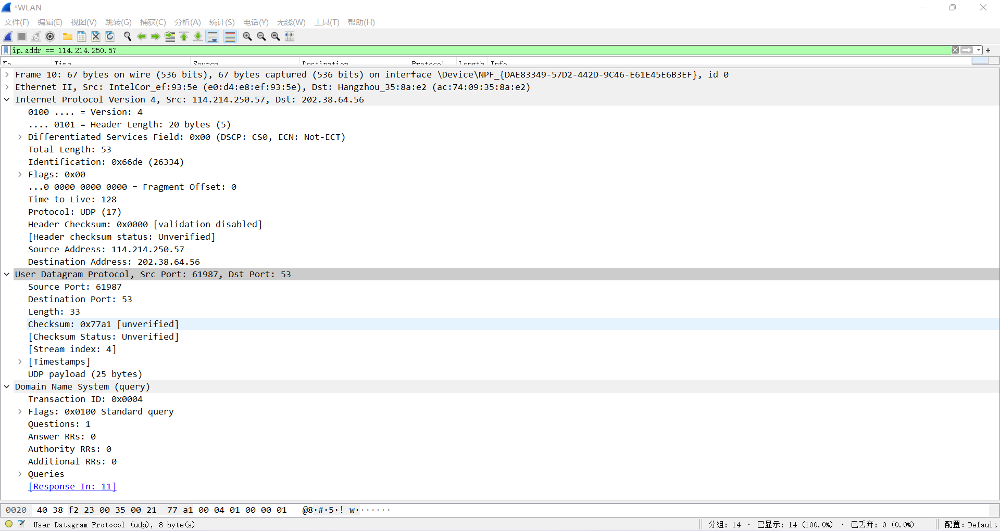 *WLAN
文件(F) 编辑(E) 视图(V) 跳转(G) 捕获(C) 分析(A) 统计(S) 电话(Y) 无线(W) 工具(T) 帮助(H)
ip.addr == 114.214.250.57
No. Time Source Destination Protocol Length Info
Frame 10: 67 bytes on wire (536 bits), 67 bytes captured (536 bits) on interface \Device\NPF_{DAE83349-57D2-442D-9C46-E61E45E6B3EF}, id 0
Ethernet II, Src: IntelCor_ef:93:5e (e0:d4:e8:ef:93:5e), Dst: Hangzhou_35:8a:e2 (ac:74:09:35:8a:e2)
Internet Protocol Version 4, Src: 114.214.250.57, Dst: 202.38.64.56
0100 .... = Version: 4
.... 0101 = Header Length: 20 bytes (5)
Differentiated Services Field: 0x00 (DSCP: CS0, ECN: Not-ECT)
Total Length: 53
Identification: 0x66de (26334)
Flags: 0x00
...0 0000 0000 0000 = Fragment Offset: 0
Time to Live: 128
Protocol: UDP (17)
Header Checksum: 0x0000 [validation disabled]
[Header checksum status: Unverified]
Source Address: 114.214.250.57
Destination Address: 202.38.64.56
User Datagram Protocol, Src Port: 61987, Dst Port: 53
Source Port: 61987
Destination Port: 53
Length: 33
Checksum: 0x77a1 [unverified]
[Checksum Status: Unverified]
[Stream index: 4]
[Timestamps]
UDP payload (25 bytes)
Domain Name System (query)
Transaction ID: 0x0004
Flags: 0x0100 Standard query
Questions: 1
Answer RRs: 0
Authority RRs: 0
Additional RRs: 0
Queries
[Response In: 11]
0020 40 38 f2 23 00 35 00 21 77 a1 00 04 01 00 00 01 @8·#·5·! w·······
User Datagram Protocol (udp), 8 byte(s) 分组: 14 · 已显示: 14 (100.0%) · 已丢弃: 0 (0.0%) 配置: Default